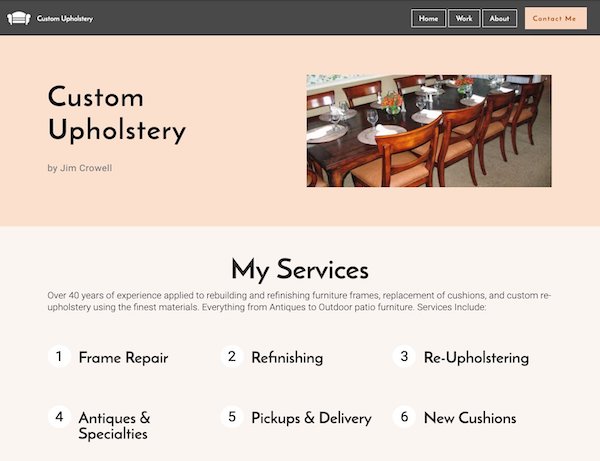 Custom Upholstery
Home
Work
About
Contact Me
Custom
Upholstery
by Jim Crowell
My Services
Over 40 years of experience applied to rebuilding and refinishing furniture frames, replacement of cushions, and custom re-
upholstery using the finest materials. Everything from Antiques to Outdoor patio furniture. Services Include:
1 Frame Repair
2 Refinishing
3 Re-Upholstering
4 Antiques &
Specialties
5 Pickups & Delivery
6 New Cushions